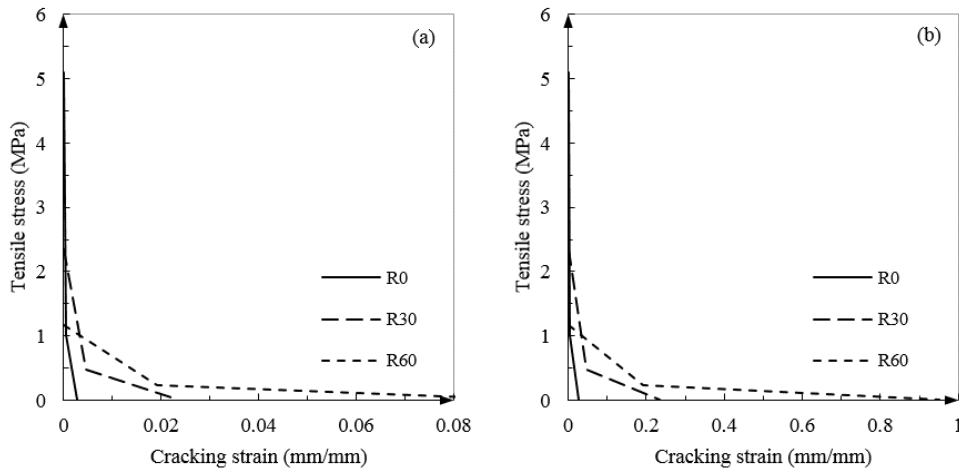 (a)
6
5
4
3
2
1
0
Tensile stress (MPa)
R0
R30
R60
0 0.02 0.04 0.06 0.08
Cracking strain (mm/mm)
(b)
6
5
4
3
2
1
0
Tensile stress (MPa)
R0
R30
R60
0 0.2 0.4 0.6 0.8 1
Cracking strain (mm/mm)